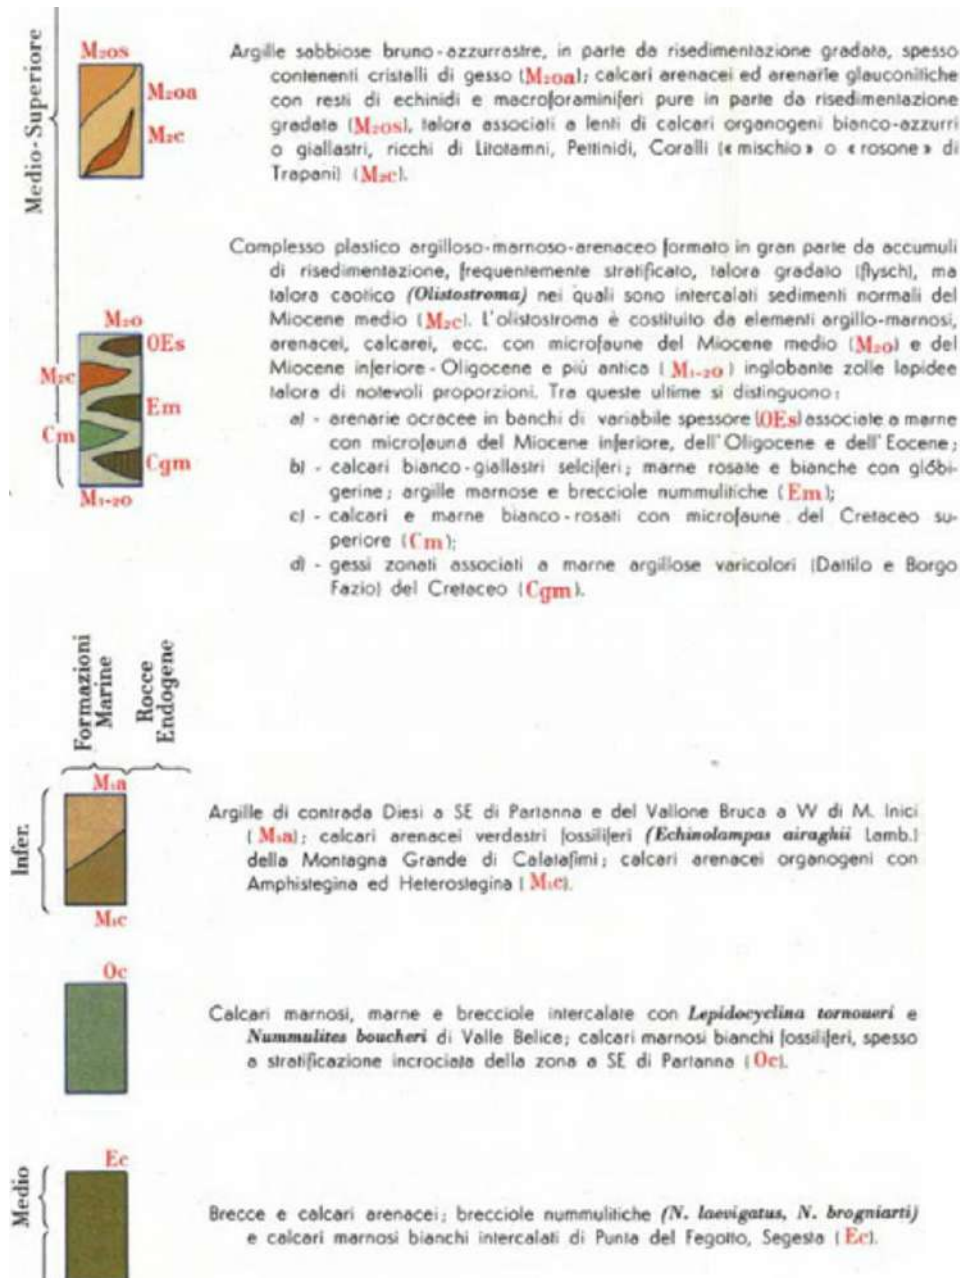 Medio-Superiore
M₂os
M₂oa
M₂c
Argille sabbiose bruno-azzurrastre, in parte da risedimentazione gradata, spesso
contenenti cristalli di gesso (M₂oa); calcari arenacei ed arenarie glauconitiche
con resti di echinidi e macroforaminiferi pure in parte da risedimentazione
gradata (M₂os), talora associati a lenti di calcari organogeni bianco-azzurri
o giallastri, ricchi di Litotamni, Pettinidi, Coralli («mischio» o «rosone» di
Trapani) (M₂c).
M₂o
OEs
M₂c
Em
Cm
Cgm
M₁-₂o
Complesso plastico argilloso-marnoso-arenaceo formato in gran parte da accumuli
di risedimentazione, frequentemente stratificato, talora gradato (flysch), ma
talora caotico (Olistostroma) nei quali sono intercalati sedimenti normali del
Miocene medio (M₂c). L'olistostroma è costituito da elementi argillo-marnosi,
arenacei, calcarei, ecc. con microfaune del Miocene medio (M₂o) e del
Miocene inferiore - Oligocene e più antica (M₁-₂o) inglobante zolle lapidee
talora di notevoli proporzioni. Tra queste ultime si distinguono:
a) - arenarie ocracee in banchi di variabile spessore (OEs) associate a marne
con microfauna del Miocene inferiore, dell'Oligocene e dell'Eocene;
b) - calcari bianco-giallastri selciferi; marne rosate e bianche con glòbi-
gerine; argille marnose e brecciole nummulitiche (Em);
c) - calcari e marne bianco-rosati con microfaune del Cretaceo su-
periore (Cm);
d) - gessi zonati associati a marne argillose varicolori (Dattilo e Borgo
Fazio) del Cretaceo (Cgm).
Formazioni
Marine
Rocce
Endogene
Infer.
M₁a
M₁c
Argille di contrada Diesi a SE di Partanna e del Vallone Bruca a W di M. Inici
(M₁a); calcari arenacei verdastri fossiliferi (Echinolampas airaghii Lamb.)
della Montagna Grande di Calatafimi; calcari arenacei organogeni con
Amphistegina ed Heterostegina (M₁c).
Oc
Calcari marnosi, marne e brecciole intercalate con Lepidocyclina tornoueri e
Nummulites boucheri di Valle Belice; calcari marnosi bianchi fossiliferi, spesso
a stratificazione incrociata della zona a SE di Partanna (Oc).
Medio
Ec
Brecce e calcari arenacei; brecciole nummulitiche (N. laevigatus, N. brogniarti)
e calcari marnosi bianchi intercalati di Punta del Fegotto, Segesta (Ec).